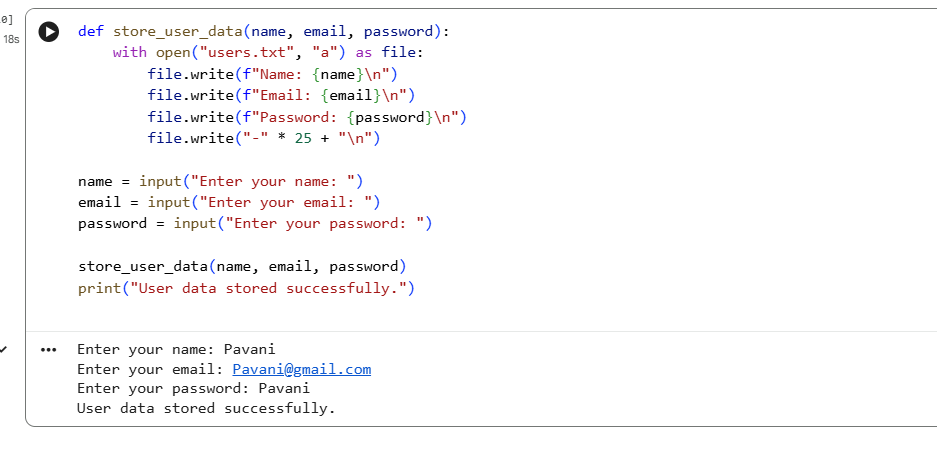 0]
18s
def store_user_data(name, email, password):
    with open("users.txt", "a") as file:
        file.write(f"Name: {name}\n")
        file.write(f"Email: {email}\n")
        file.write(f"Password: {password}\n")
        file.write("-" * 25 + "\n")

name = input("Enter your name: ")
email = input("Enter your email: ")
password = input("Enter your password: ")

store_user_data(name, email, password)
print("User data stored successfully.")

Enter your name: Pavani
Enter your email: Pavani@gmail.com
Enter your password: Pavani
User data stored successfully.